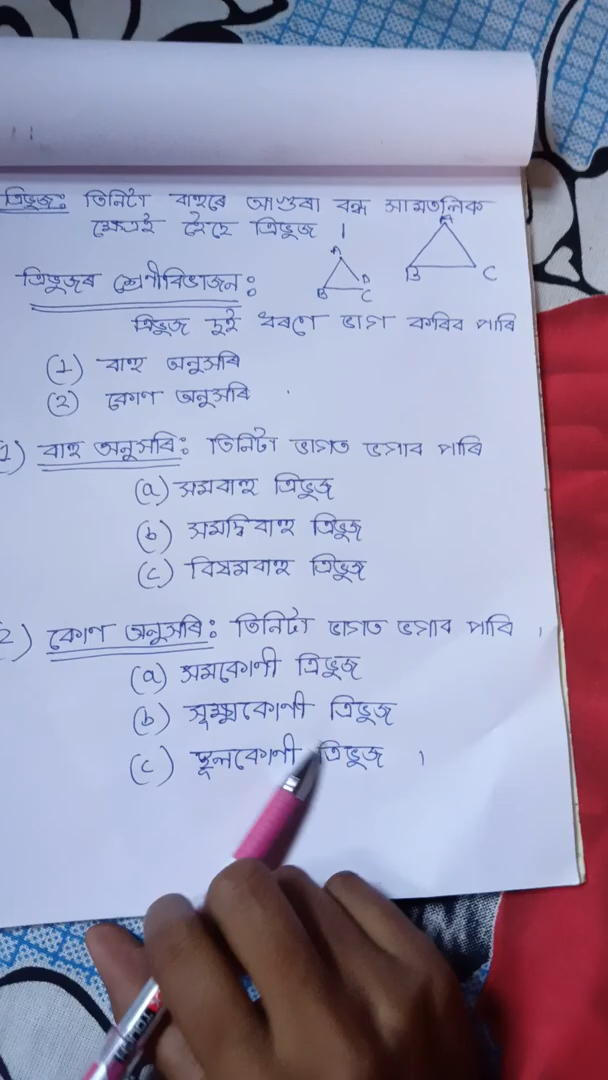 ত্ৰিভুজ: তিনিটা বাহুৰে আগুৰা বদ্ধ সামতলিক
ক্ষেত্ৰই হৈছে ত্ৰিভুজ ।
A
B C
A D
B C
ত্ৰিভুজৰ শ্ৰেণীবিভাজন:
ত্ৰিভুজ দুই ধৰণে ভাগ কৰিব পাৰি
(1) বাহু অনুসৰি
(2) কোণ অনুসৰি
1) বাহু অনুসৰি: তিনিটা ভাগত ভগাব পাৰি
(a) সমবাহু ত্ৰিভুজ
(b) সমদ্বিবাহু ত্ৰিভুজ
(c) বিষমবাহু ত্ৰিভুজ
2) কোণ অনুসৰি: তিনিটা ভাগত ভগাব পাৰি ।
(a) সমকোণী ত্ৰিভুজ
(b) সূক্ষ্মকোণী ত্ৰিভুজ
(c) স্থূলকোণী ত্ৰিভুজ ।